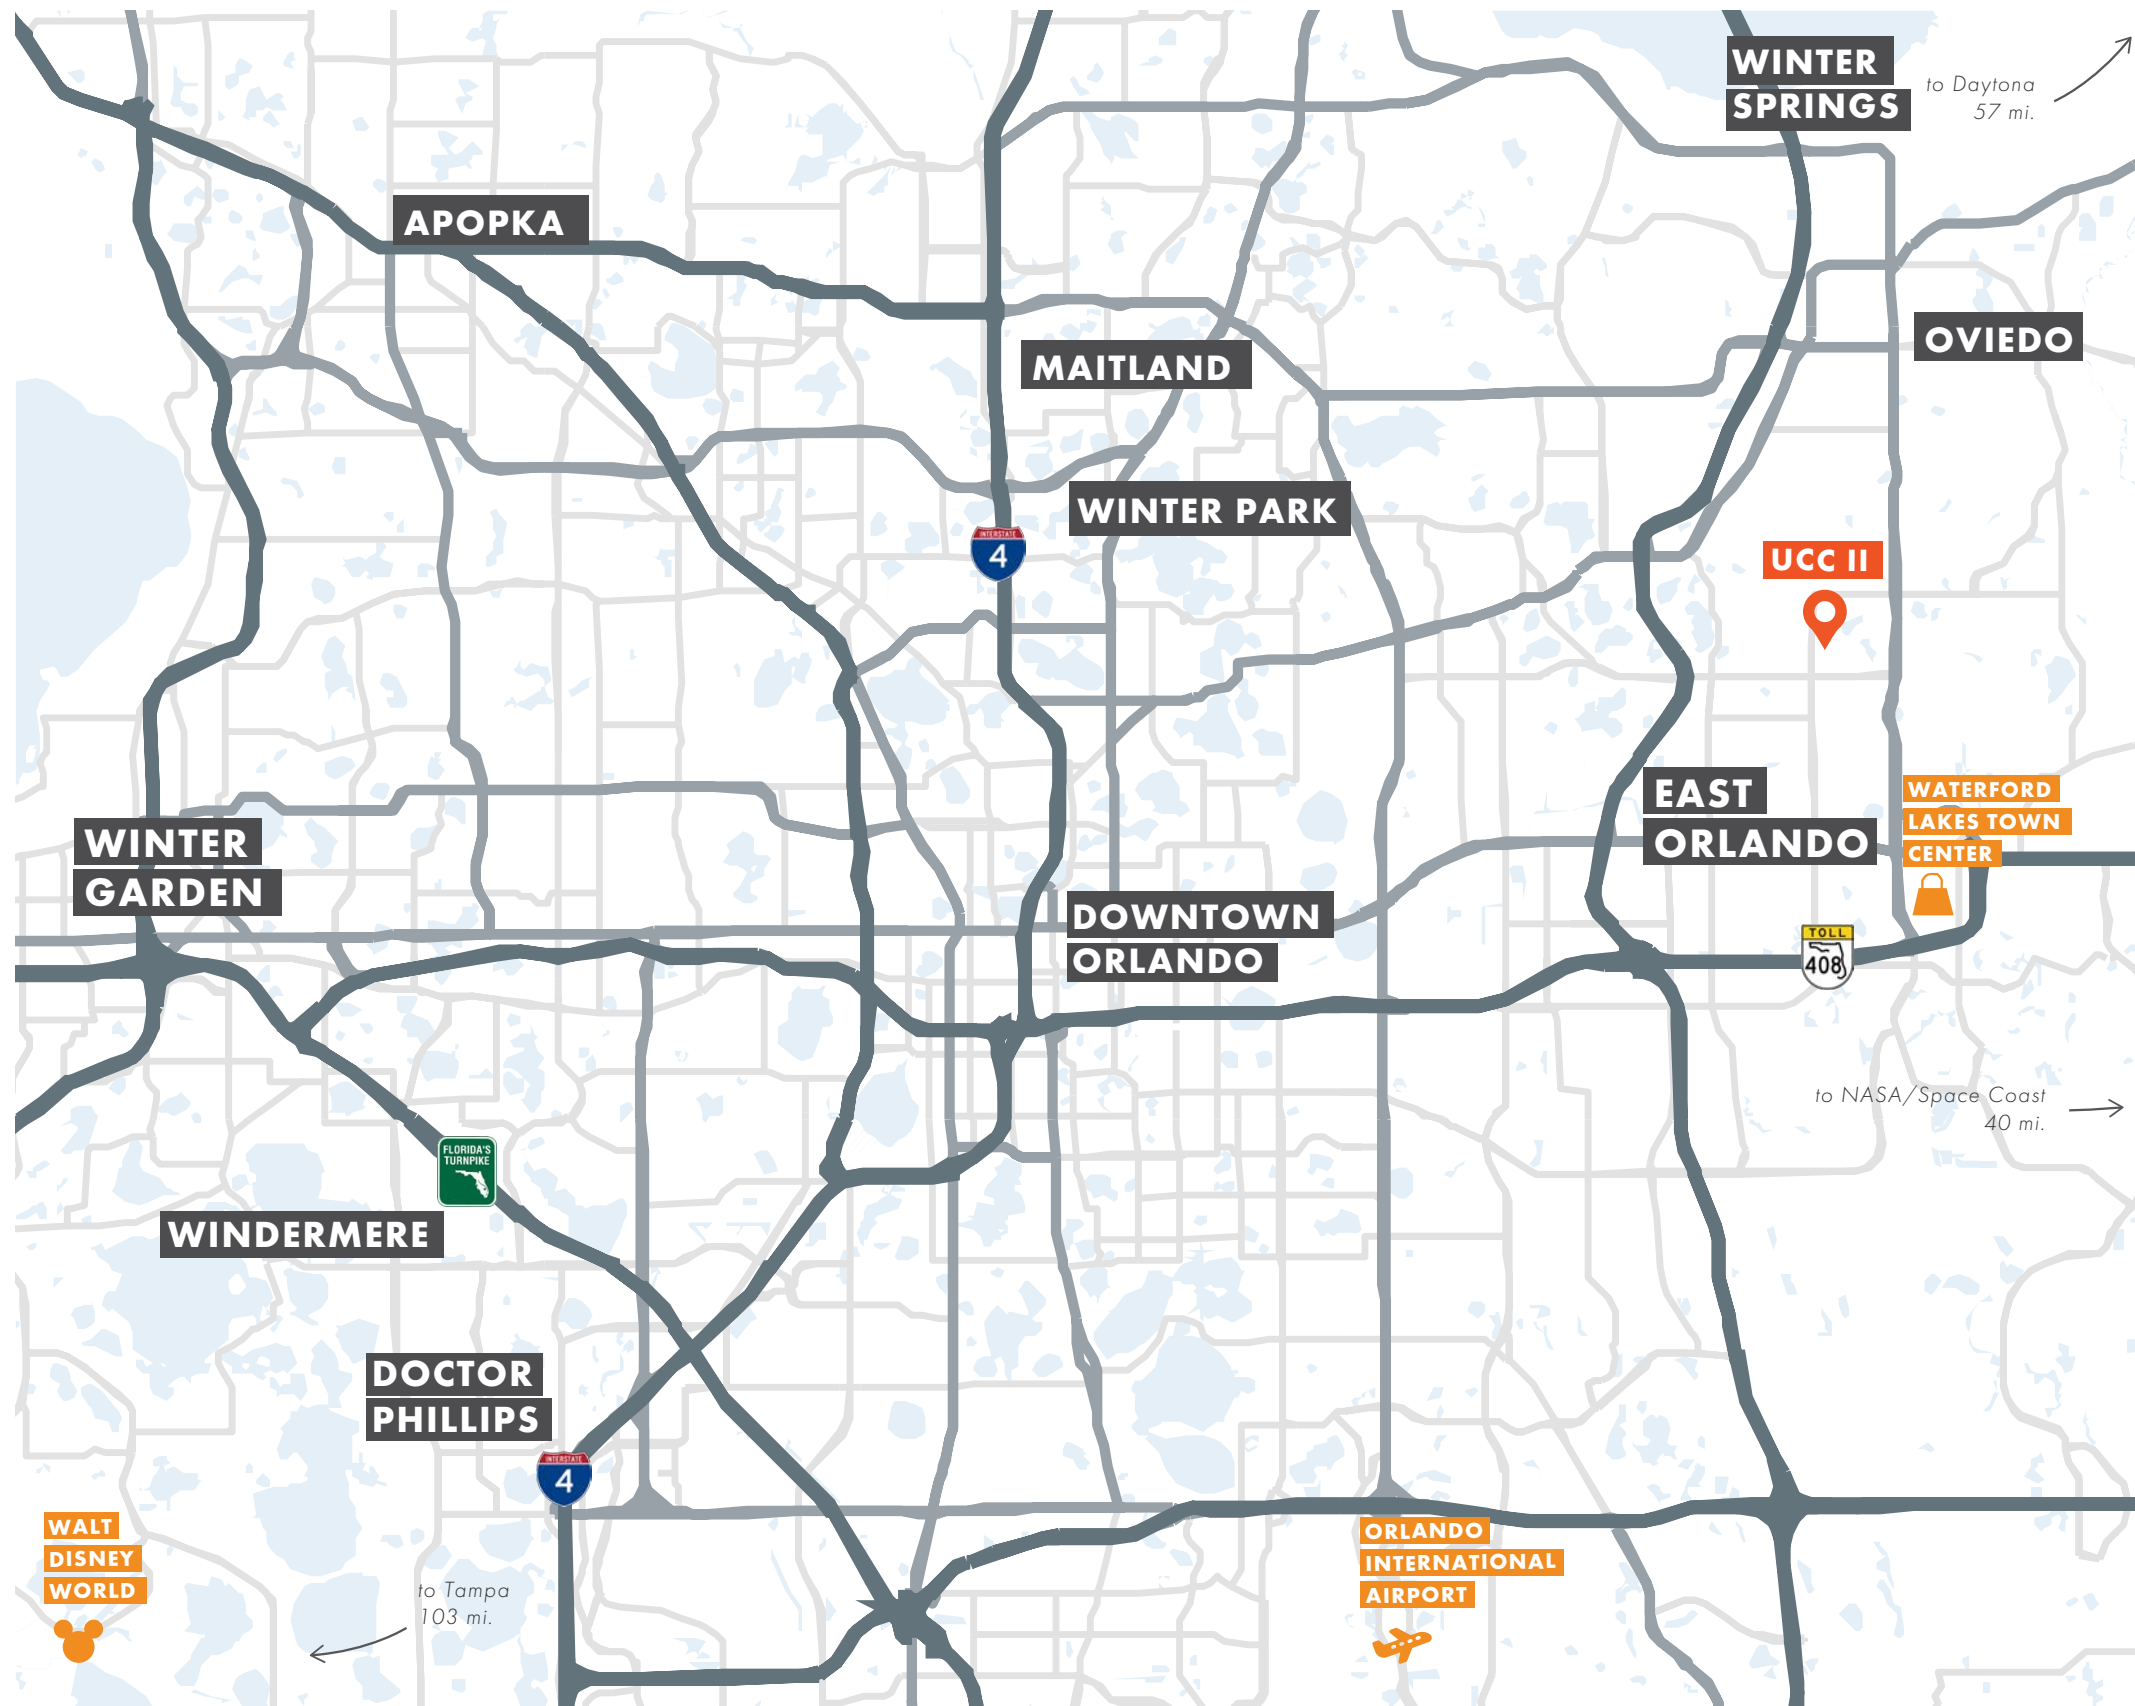 WINTER
SPRINGS
to Daytona
57 mi.
APOPKA
OVIEDO
MAITLAND
WINTER PARK
INTERSTATE
4
UCC II
EAST
ORLANDO
WATERFORD
LAKES TOWN
CENTER
WINTER
GARDEN
DOWNTOWN
ORLANDO
TOLL
408
to NASA/Space Coast
40 mi.
FLORIDA'S
TURNPIKE
WINDERMERE
DOCTOR
PHILLIPS
INTERSTATE
4
WALT
DISNEY
WORLD
to Tampa
103 mi.
ORLANDO
INTERNATIONAL
AIRPORT